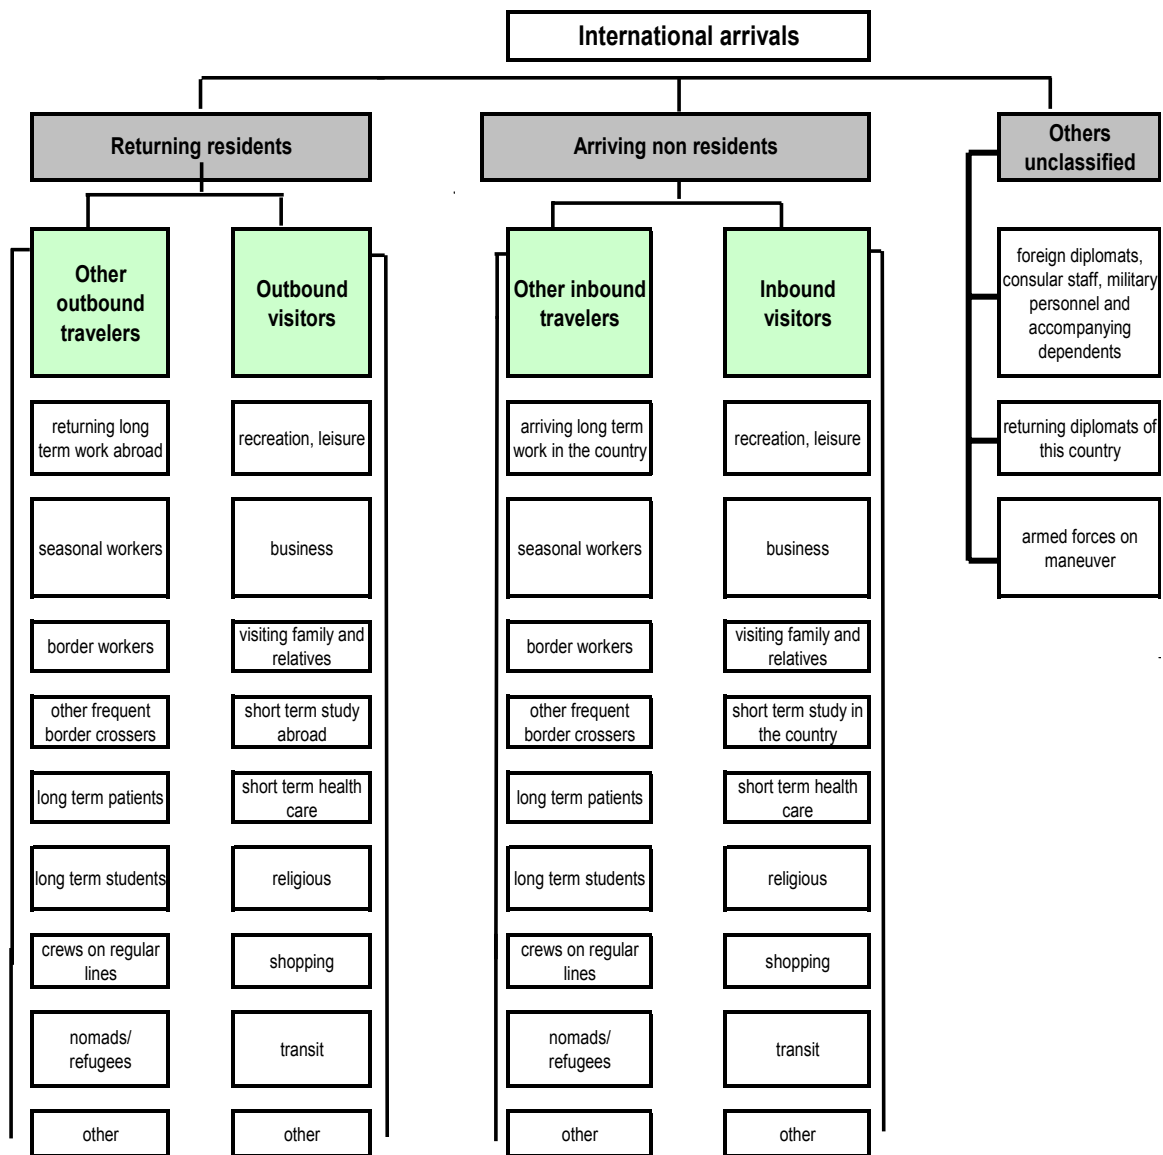 International arrivals
Returning residents
Arriving non residents
Others
unclassified
Other
outbound
travelers
Outbound
visitors
Other inbound
travelers
Inbound
visitors
foreign diplomats,
consular staff, military
personnel and
accompanying
dependents
returning long
term work abroad
recreation, leisure
arriving long term
work in the country
recreation, leisure
returning diplomats of
this country
seasonal workers
business
seasonal workers
business
armed forces on
maneuver
border workers
visiting family and
relatives
border workers
visiting family and
relatives
other frequent
border crossers
short term study
abroad
other frequent
border crossers
short term study in
the country
long term patients
short term health
care
long term patients
short term health
care
long term students
religious
long term students
religious
crews on regular
lines
shopping
crews on regular
lines
shopping
nomads/
refugees
transit
nomads/
refugees
transit
other
other
other
other